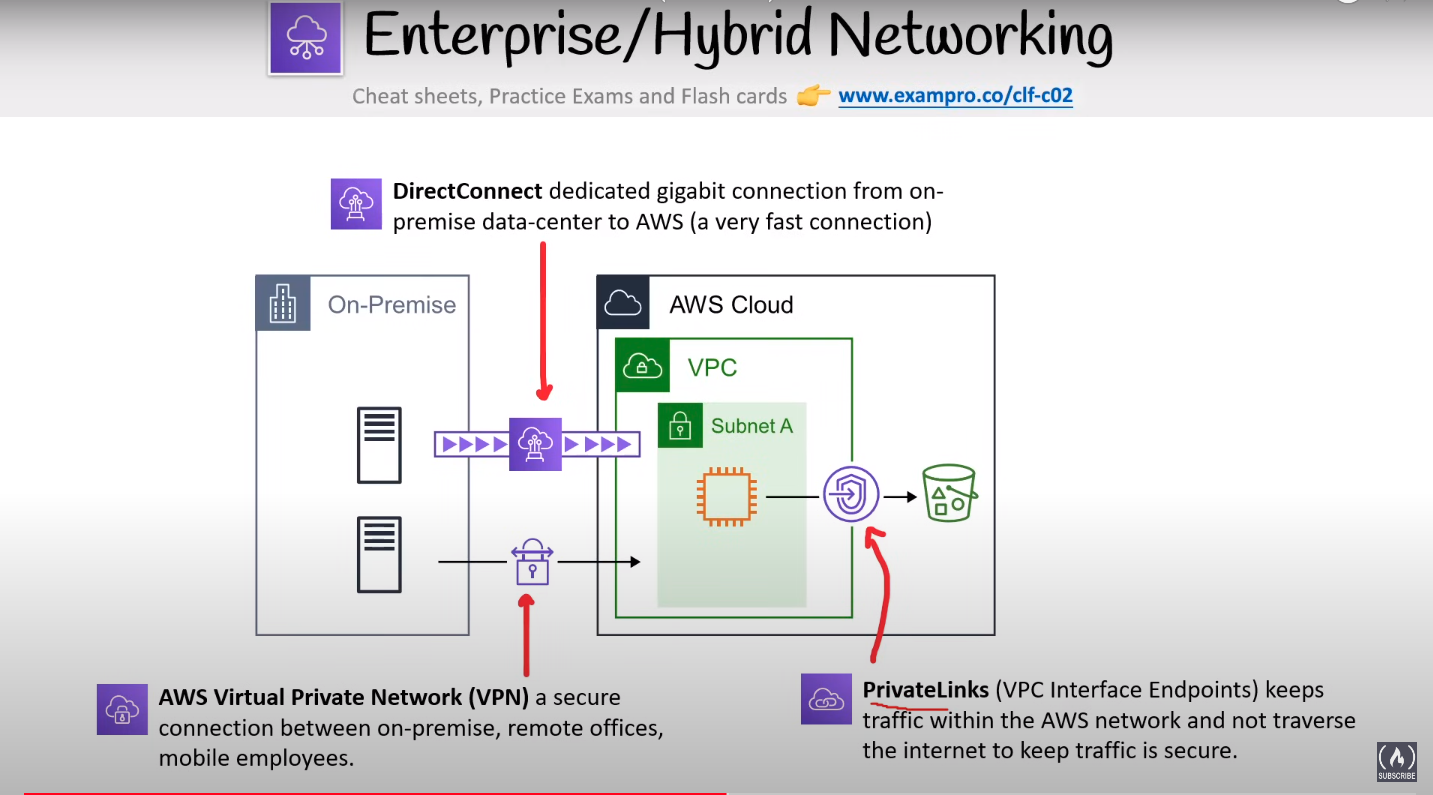 Enterprise/Hybrid Networking
Cheat sheets, Practice Exams and Flash cards 👉 www.exampro.co/clf-c02
DirectConnect dedicated gigabit connection from on-
premise data-center to AWS (a very fast connection)
On-Premise
AWS Cloud
VPC
Subnet A
AWS Virtual Private Network (VPN) a secure
connection between on-premise, remote offices,
mobile employees.
PrivateLinks (VPC Interface Endpoints) keeps
traffic within the AWS network and not traverse
the internet to keep traffic is secure.
SUBSCRIBE